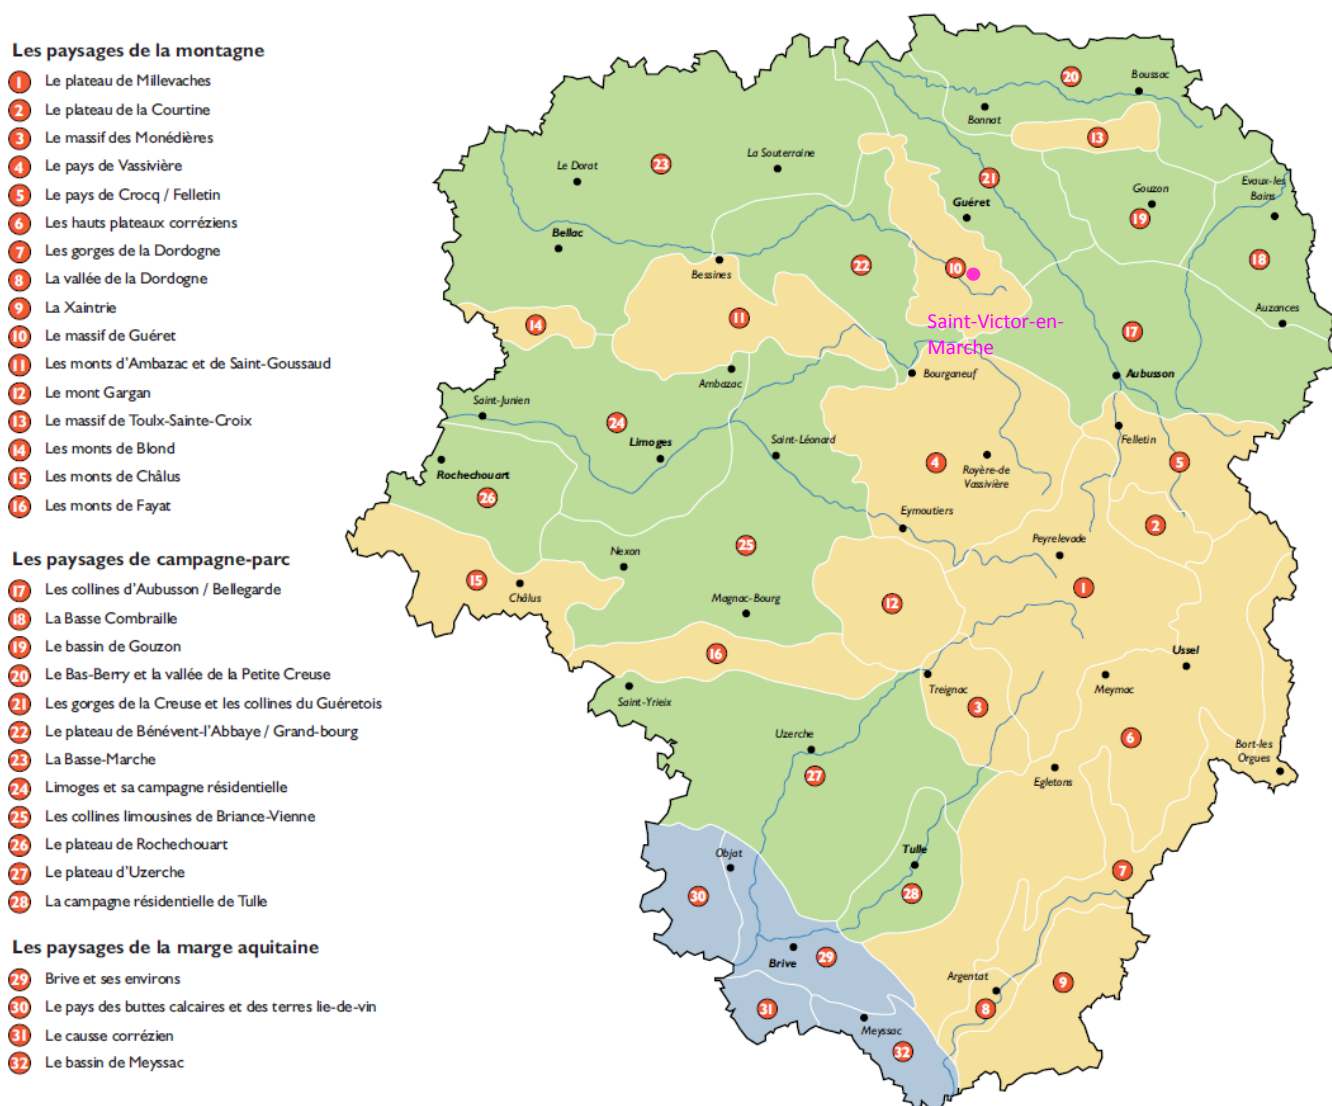 Les paysages de la montagne
1 Le plateau de Millevaches
2 Le plateau de la Courtine
3 Le massif des Monédières
4 Le pays de Vassivière
5 Le pays de Crocq / Felletin
6 Les hauts plateaux corréziens
7 Les gorges de la Dordogne
8 La vallée de la Dordogne
9 La Xaintrie
10 Le massif de Guéret
11 Les monts d'Ambazac et de Saint-Goussaud
12 Le mont Gargan
13 Le massif de Toulx-Sainte-Croix
14 Les monts de Blond
15 Les monts de Châlus
16 Les monts de Fayat
Les paysages de campagne-parc
17 Les collines d'Aubusson / Bellegarde
18 La Basse Combraille
19 Le bassin de Gouzon
20 Le Bas-Berry et la vallée de la Petite Creuse
21 Les gorges de la Creuse et les collines du Guéretois
22 Le plateau de Bénévent-l'Abbaye / Grand-bourg
23 La Basse-Marche
24 Limoges et sa campagne résidentielle
25 Les collines limousines de Briance-Vienne
26 Le plateau de Rochechouart
27 Le plateau d'Uzerche
28 La campagne résidentielle de Tulle
Les paysages de la marge aquitaine
29 Brive et ses environs
30 Le pays des buttes calcaires et des terres lie-de-vin
31 Le causse corrézien
32 Le bassin de Meyssac
20
Boussac
Bonnat
13
La Souterraine
23
Le Dorat
21
Gouzon
Evaux-les
Bains
Guéret
19
Bellac
Bessines
22
10
18
Auzances
14
11
Saint-Victor-en-
Marche
17
Ambazac
Bourganeuf
Aubusson
Saint-Junien
24
Limoges
Saint-Léonard
Felletin
4
Royère-de
Vassivière
5
Rochechouart
26
Eymoutiers
2
Peyrelevade
Nexon
25
15
Châlus
Magnac-Bourg
12
1
16
Ussel
Saint-Yrieix
Treignac
Meymac
3
Uzerche
6
Bort-les
Orgues
27
Egletons
Objat
Tulle
7
30
28
Brive
29
Argentat
9
31
8
Meyssac
32